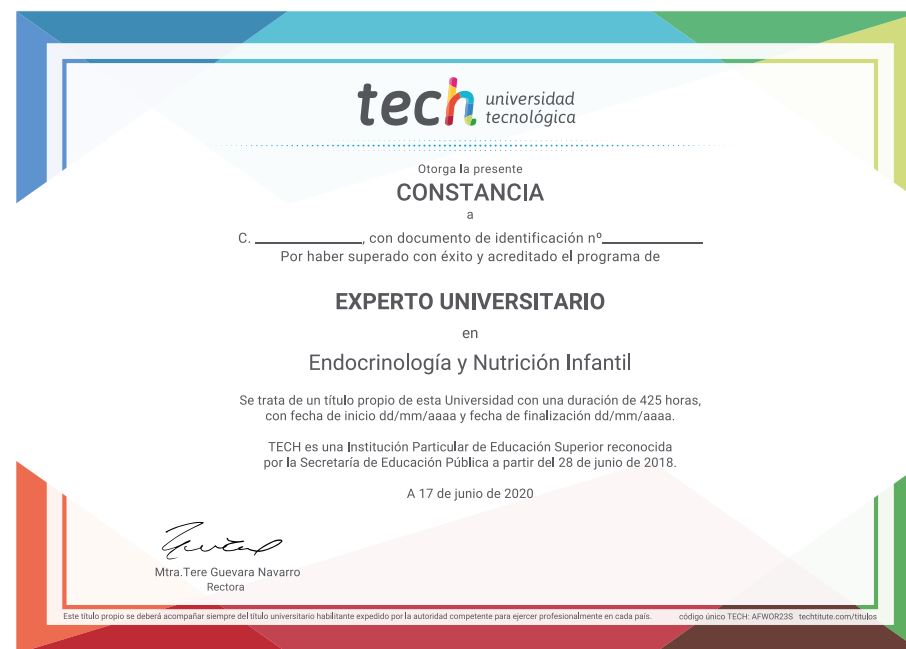 tech universidad
tecnológica
Otorga la presente
CONSTANCIA
a
C. ______________, con documento de identificación nº_____________
Por haber superado con éxito y acreditado el programa de
EXPERTO UNIVERSITARIO
en
Endocrinología y Nutrición Infantil
Se trata de un título propio de esta Universidad con una duración de 425 horas,
con fecha de inicio dd/mm/aaaa y fecha de finalización dd/mm/aaaa.
TECH es una Institución Particular de Educación Superior reconocida
por la Secretaría de Educación Pública a partir del 28 de junio de 2018.
A 17 de junio de 2020
Mtra.Tere Guevara Navarro
Rectora
Este título propio se deberá acompañar siempre del título universitario habilitante expedido por la autoridad competente para ejercer profesionalmente en cada país. código único TECH: AFWOR23S techtitute.com/titulos